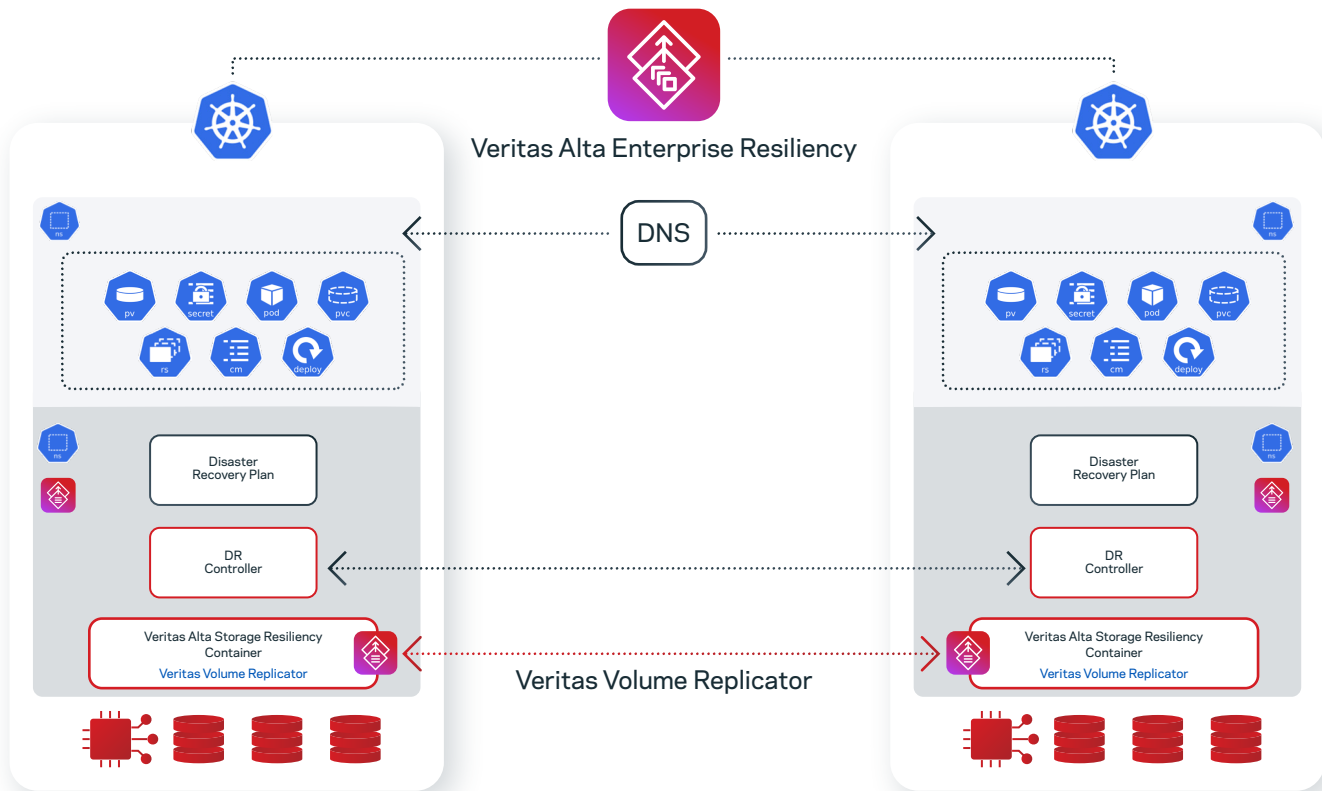 Veritas Alta Enterprise Resiliency
DNS
ns
pv
secret
pod
pvc
rs
cm
deploy
ns
Disaster
Recovery Plan
DR
Controller
Veritas Alta Storage Resiliency
Container
Veritas Volume Replicator
Veritas Volume Replicator
ns
pv
secret
pod
pvc
rs
cm
deploy
ns
Disaster
Recovery Plan
DR
Controller
Veritas Alta Storage Resiliency
Container
Veritas Volume Replicator